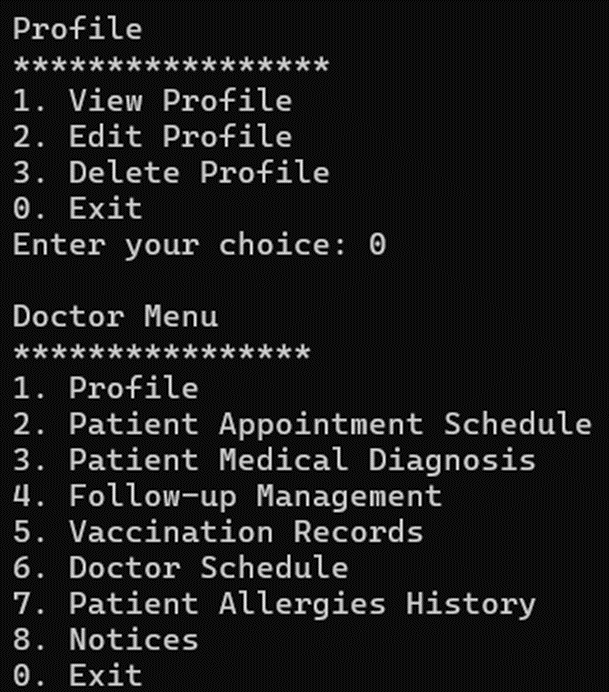 Profile
*****************
1. View Profile
2. Edit Profile
3. Delete Profile
0. Exit
Enter your choice: 0
Doctor Menu
****************
1. Profile
2. Patient Appointment Schedule
3. Patient Medical Diagnosis
4. Follow-up Management
5. Vaccination Records
6. Doctor Schedule
7. Patient Allergies History
8. Notices
0. Exit